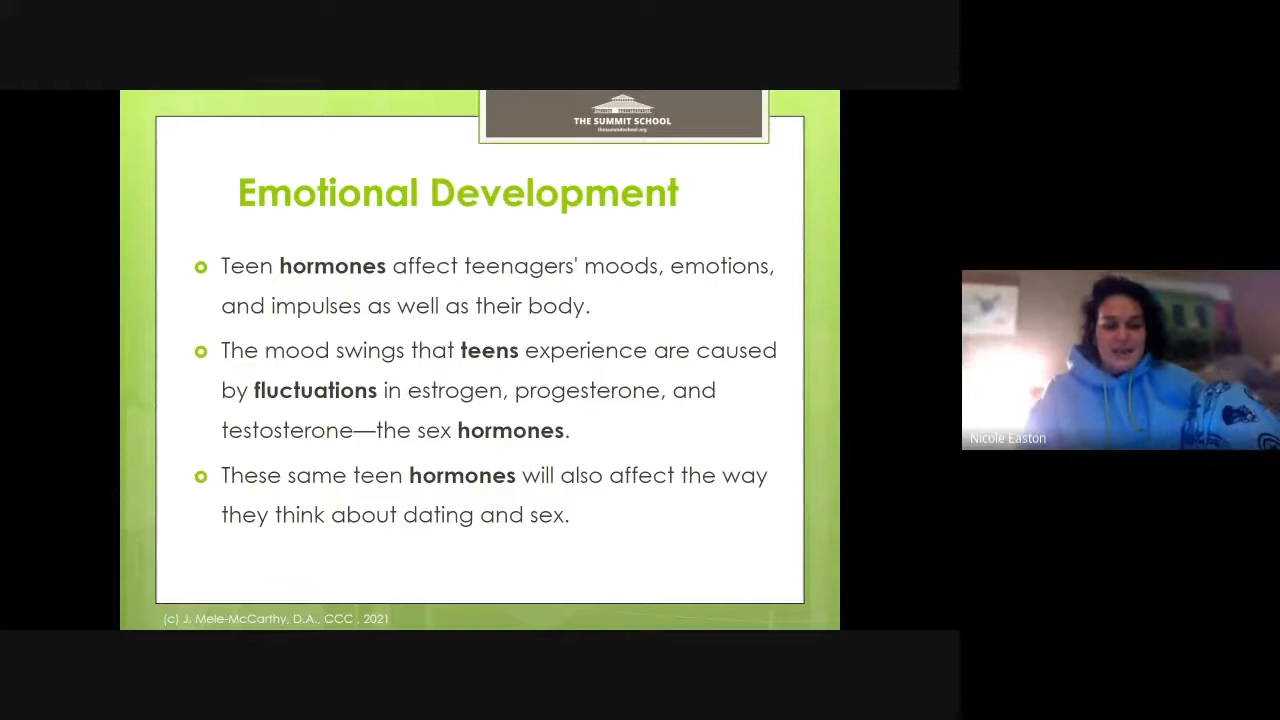 THE SUMMIT SCHOOL
thesummitschool.org
Emotional Development
Teen hormones affect teenagers' moods, emotions,
and impulses as well as their body.
The mood swings that teens experience are caused
by fluctuations in estrogen, progesterone, and
testosterone—the sex hormones.
These same teen hormones will also affect the way
they think about dating and sex.
(c) J. Mele-McCarthy, D.A., CCC , 2021
Nicole Easton